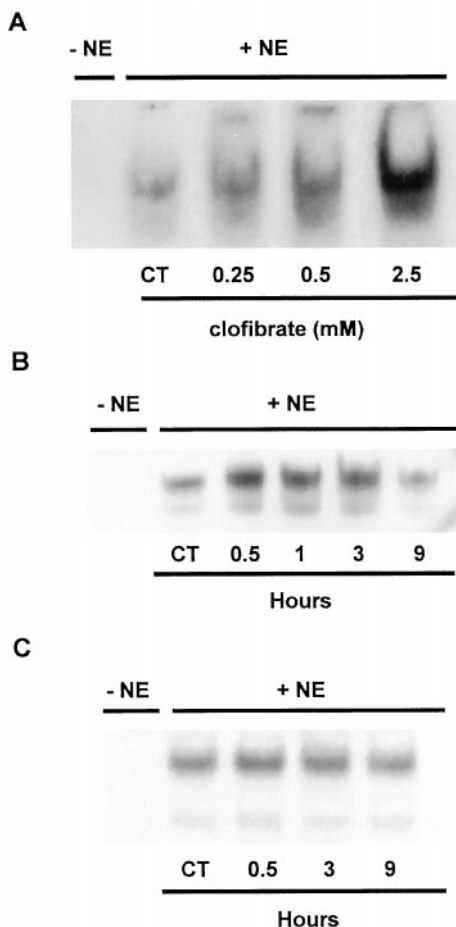 A
- NE + NE
CT 0.25 0.5 2.5
clofibrate (mM)
B
- NE + NE
CT 0.5 1 3 9
Hours
C
- NE + NE
CT 0.5 3 9
Hours